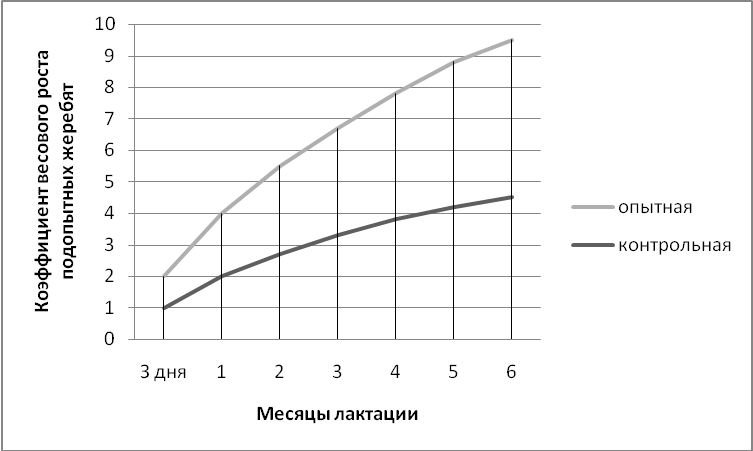 Коэффициент весового роста
подопытных жеребят
10
9
8
7
6
5
4
3
2
1
0
3 дня 1 2 3 4 5 6
Месяцы лактации
опытная
контрольная